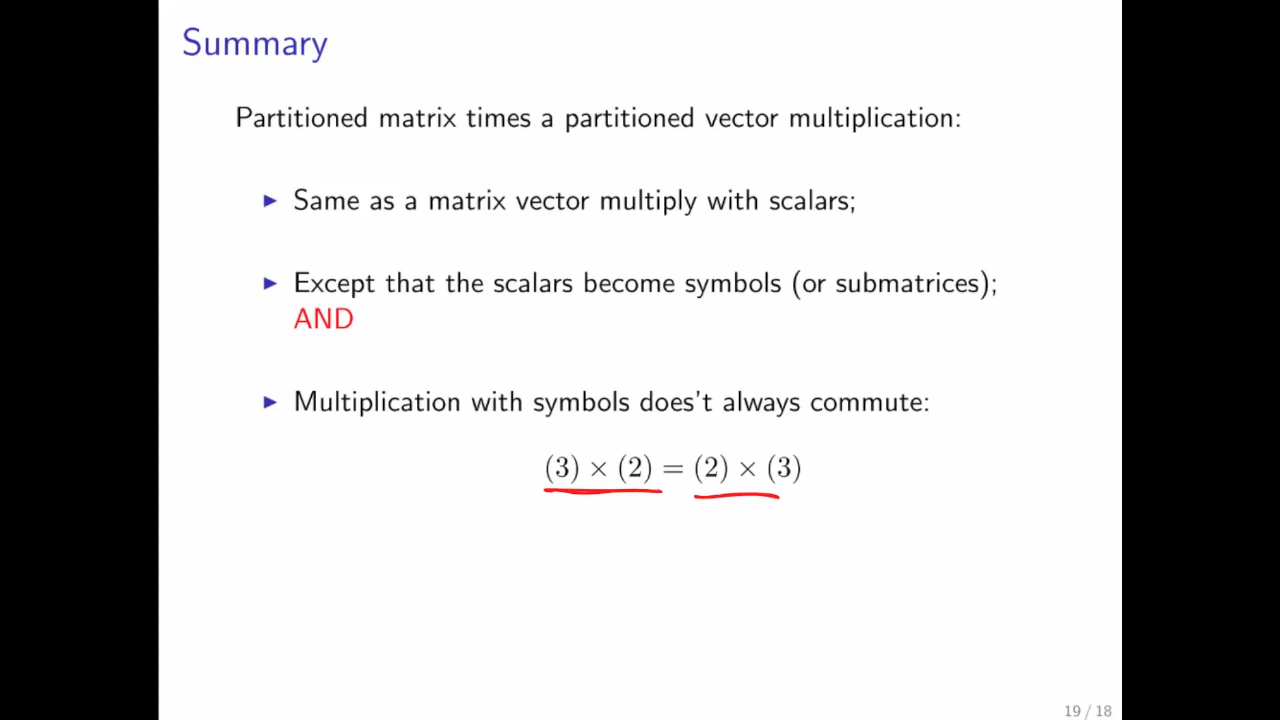 Summary
Partitioned matrix times a partitioned vector multiplication:
▶ Same as a matrix vector multiply with scalars;
▶ Except that the scalars become symbols (or submatrices);
AND
▶ Multiplication with symbols does't always commute:
(3) × (2) = (2) × (3)
19 / 18